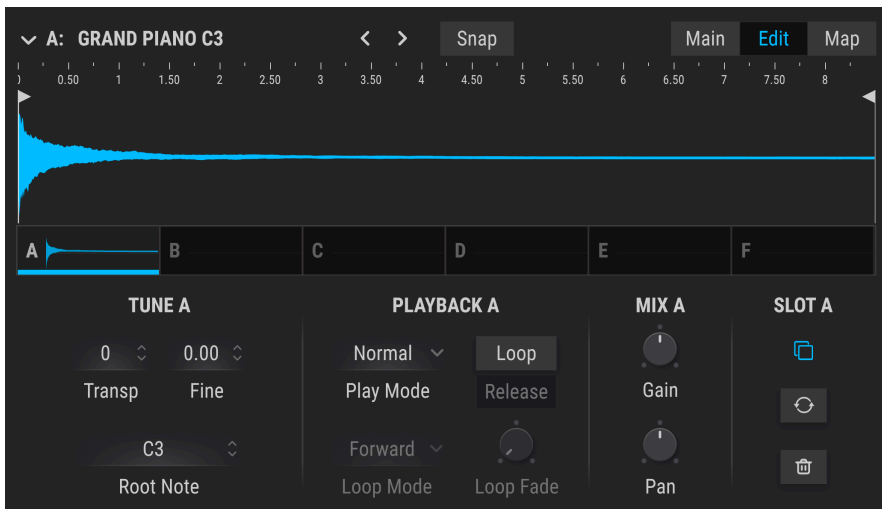 A: GRAND PIANO C3 Snap Main Edit Map
0 0.50 1 1.50 2 2.50 3 3.50 4 4.50 5 5.50 6 6.50 7 7.50 8
A B C D E F
TUNE A PLAYBACK A MIX A SLOT A
0 0.00 Normal Loop
Transp Fine Play Mode Release Gain
C3 Forward
Root Note Loop Mode Loop Fade Pan